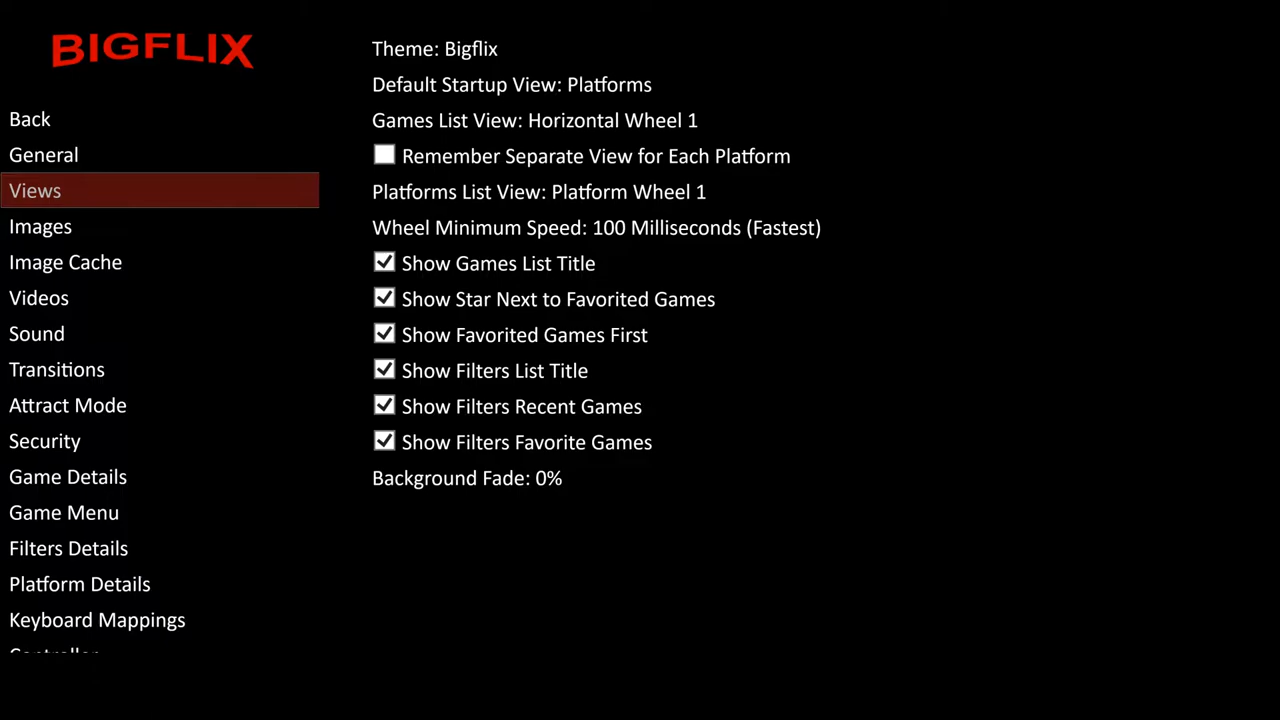 BIGFLIX
Back
General
Views
Images
Image Cache
Videos
Sound
Transitions
Attract Mode
Security
Game Details
Game Menu
Filters Details
Platform Details
Keyboard Mappings
Theme: Bigflix
Default Startup View: Platforms
Games List View: Horizontal Wheel 1
Remember Separate View for Each Platform
Platforms List View: Platform Wheel 1
Wheel Minimum Speed: 100 Milliseconds (Fastest)
Show Games List Title
Show Star Next to Favorited Games
Show Favorited Games First
Show Filters List Title
Show Filters Recent Games
Show Filters Favorite Games
Background Fade: 0%